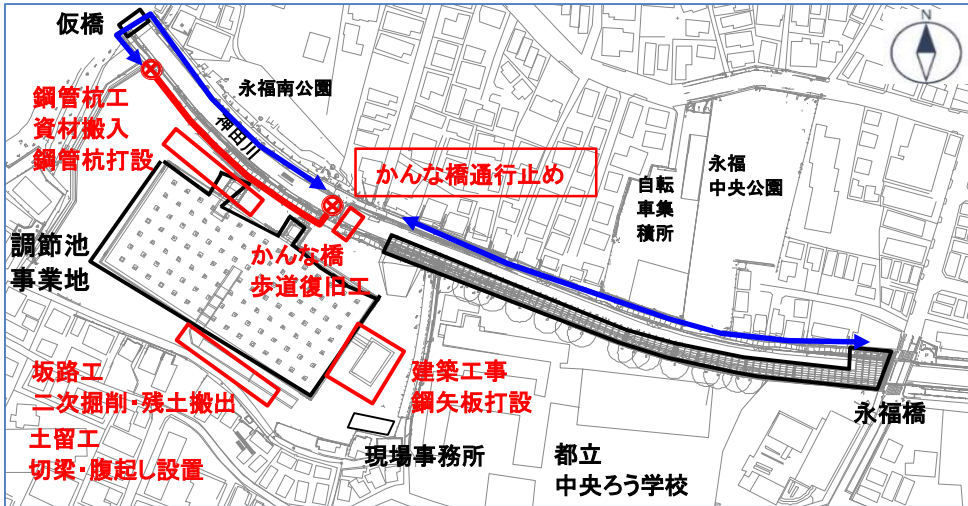 仮橋
N
永福南公園
鋼管杭工
資材搬入
鋼管杭打設
神田川
かんな橋通行止め
永福
中央公園
自転
車集
積所
調節池
事業地
かんな橋
歩道復旧工
坂路工
二次掘削・残土搬出
建築工事
鋼矢板打設
永福橋
土留工
切梁・腹起し設置
現場事務所
都立
中央ろう学校